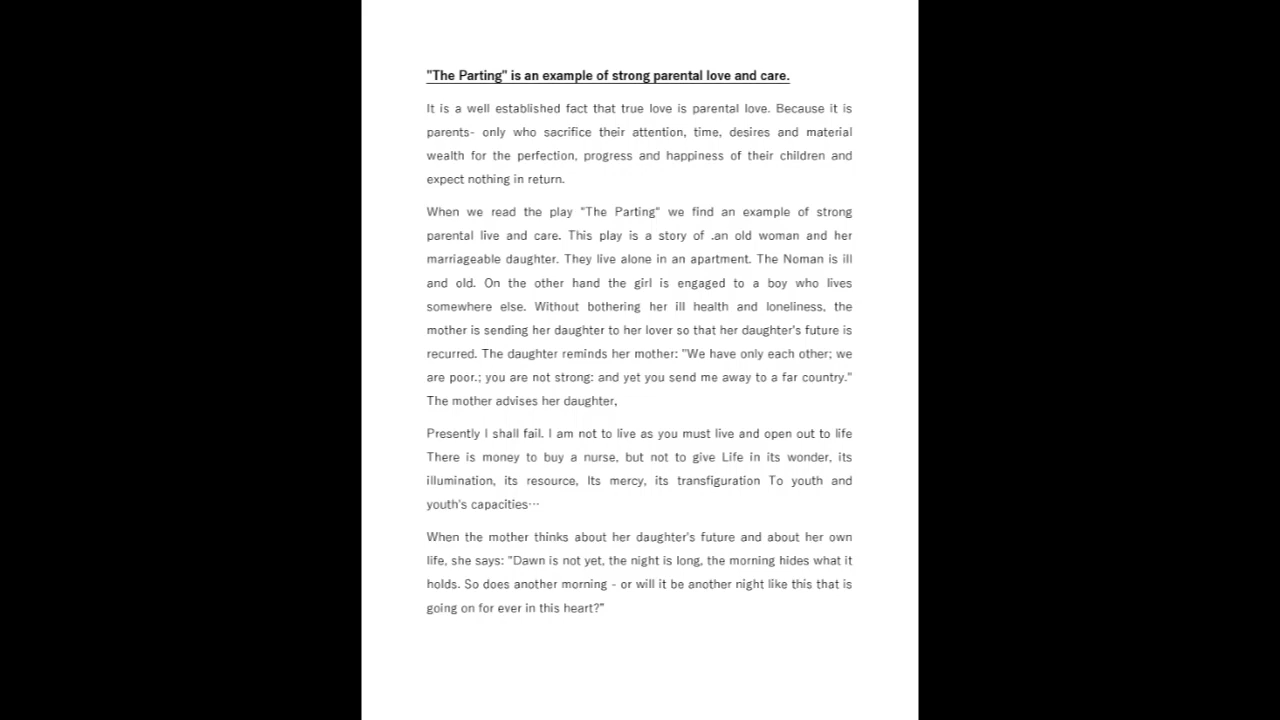 "The Parting" is an example of strong parental love and care.
It is a well established fact that true love is parental love. Because it is
parents- only who sacrifice their attention, time, desires and material
wealth for the perfection, progress and happiness of their children and
expect nothing in return.
When we read the play "The Parting" we find an example of strong
parental live and care. This play is a story of .an old woman and her
marriageable daughter. They live alone in an apartment. The Noman is ill
and old. On the other hand the girl is engaged to a boy who lives
somewhere else. Without bothering her ill health and loneliness, the
mother is sending her daughter to her lover so that her daughter's future is
recurred. The daughter reminds her mother: "We have only each other; we
are poor.; you are not strong: and yet you send me away to a far country."
The mother advises her daughter,
Presently I shall fail. I am not to live as you must live and open out to life
There is money to buy a nurse, but not to give Life in its wonder, its
illumination, its resource, Its mercy, its transfiguration To youth and
youth's capacities···
When the mother thinks about her daughter's future and about her own
life, she says: "Dawn is not yet, the night is long, the morning hides what it
holds. So does another morning - or will it be another night like this that is
going on for ever in this heart?"